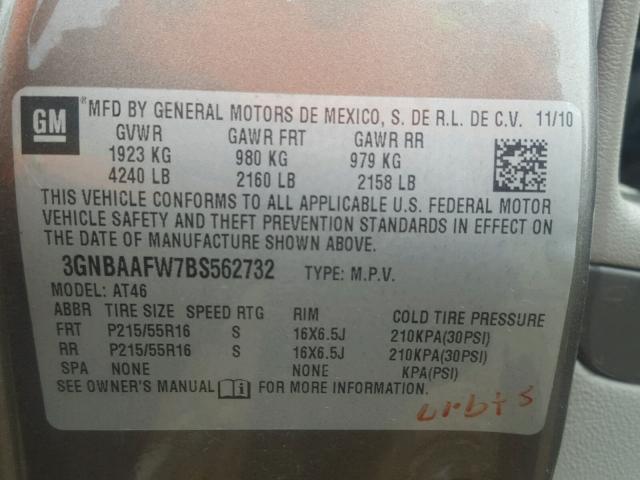 GM ® MFD BY GENERAL MOTORS DE MEXICO, S. DE R.L. DE C.V. 11/10
GVWR GAWR FRT GAWR RR
1923 KG 980 KG 979 KG
4240 LB 2160 LB 2158 LB
THIS VEHICLE CONFORMS TO ALL APPLICABLE U.S. FEDERAL MOTOR
VEHICLE SAFETY AND THEFT PREVENTION STANDARDS IN EFFECT ON
THE DATE OF MANUFACTURE SHOWN ABOVE.
3GNBAAFW7BS562732 TYPE: M.P.V.
MODEL: AT46
ABBR TIRE SIZE SPEED RTG RIM COLD TIRE PRESSURE
FRT P215/55R16 S 16X6.5J 210KPA(30PSI)
RR P215/55R16 S 16X6.5J 210KPA(30PSI)
SPA NONE NONE KPA(PSI)
SEE OWNER'S MANUAL FOR MORE INFORMATION.